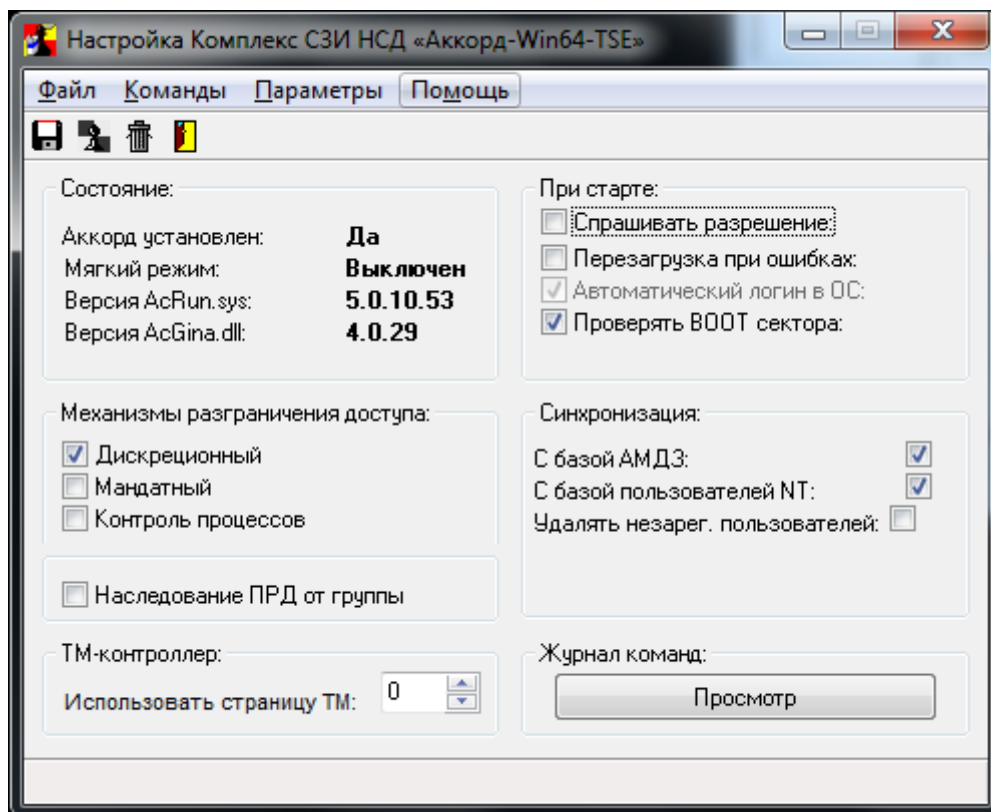 Настройка Комплекс СЗИ НСД «Аккорд-Win64-TSE»
Файл Команды Параметры Помощь
Состояние:
Аккорд установлен: Да
Мягкий режим: Выключен
Версия AcRun.sys: 5.0.10.53
Версия AcGina.dll: 4.0.29
При старте:
Спрашивать разрешение:
Перезагрузка при ошибках:
Автоматический логин в ОС:
Проверять BOOT сектора:
Механизмы разграничения доступа:
Дискреционный
Мандатный
Контроль процессов
Наследование ПРД от группы
Синхронизация:
С базой АМДЗ:
С базой пользователей NT:
Удалять незарег. пользователей:
ТМ-контроллер:
Использовать страницу ТМ: 0
Журнал команд:
Просмотр